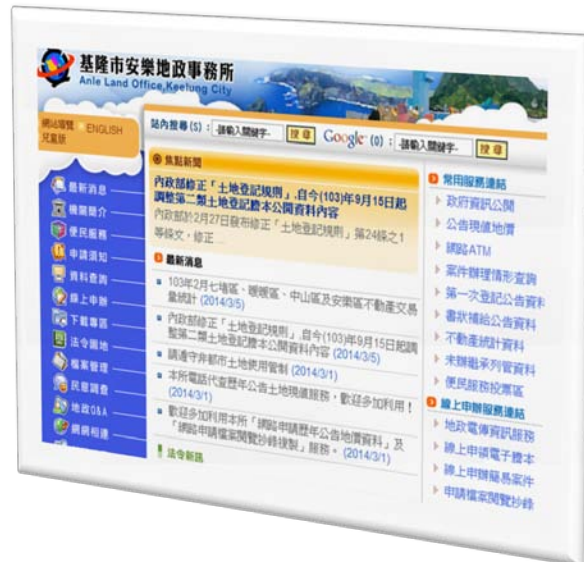 基隆市安樂地政事務所
Anle Land Office,Keelung City
網站導覽 ENGLISH
兒童版
站內搜尋(S) : -請輸入關鍵字- 搜尋 Google (0) : -請輸入關鍵字- 搜尋
最新消息
機關簡介
便民服務
申請須知
資料查詢
線上申辦
下載專區
法令園地
檔案管理
民意調查
地政Q&A
網網相連
焦點新聞
內政部修正「土地登記規則」,自今(103)年9月15日起
調整第二類土地登記謄本公開資料內容
內政部於2月27日發布修正「土地登記規則」第24條之1
等條文，修正 ...
最新消息
103年2月七堵區、暖暖區、中山區及安樂區不動產交易
量統計 (2014/3/5)
內政部修正「土地登記規則」,自今(103)年9月15日起調
整第二類土地登記謄本公開資料內容 (2014/3/5)
請遵守非都市土地使用管制 (2014/3/1)
本所電話代查歷年公告土地現值服務，歡迎多加利用！
(2014/3/1)
歡迎多加利用本所「網路申請歷年公告地價資料」及
「網路申請檔案閱覽抄錄複製」服務。 (2014/3/1)
法令新訊
常用服務連結
政府資訊公開
公告現值地價
網路ATM
案件辦理情形查詢
第一次登記公告資料
書狀補給公告資料
不動產統計資料
未辦繼承列管資料
便民服務投票區
線上申辦服務連結
地政電傳資訊服務
線上申領電子謄本
線上申辦簡易案件
申請檔案閱覽抄錄